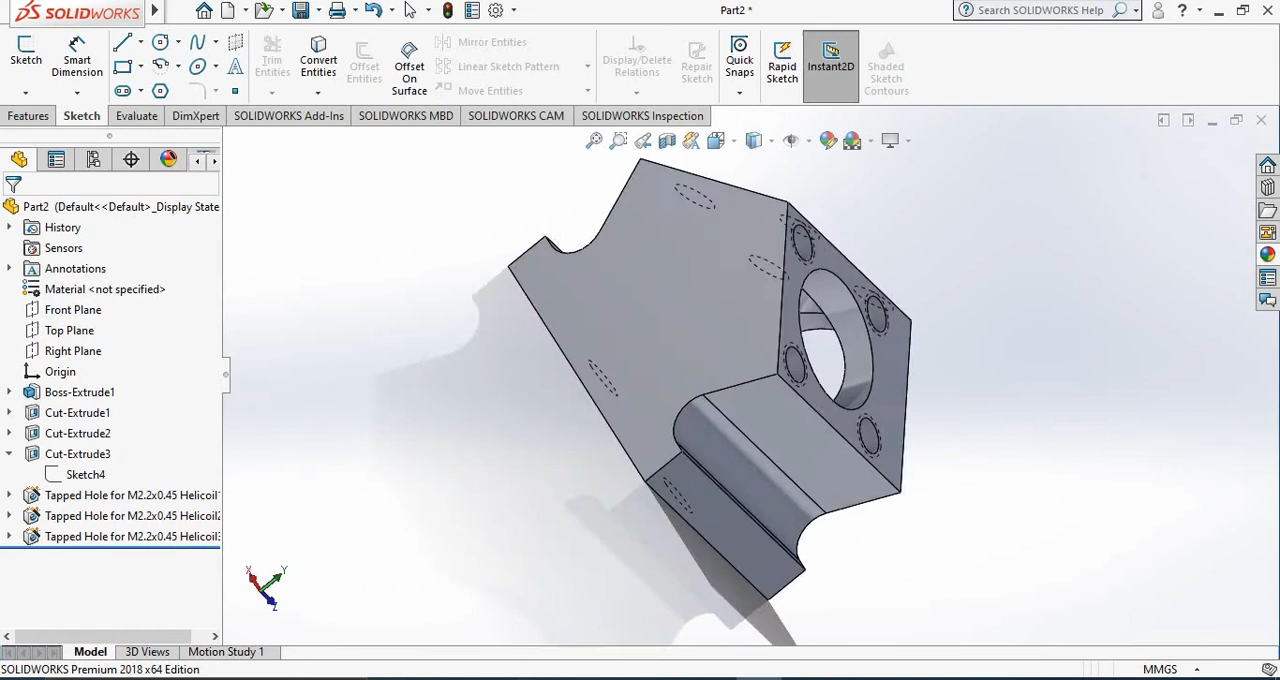 SOLIDWORKS
Part2 *
Search SOLIDWORKS Help
?
Sketch
Smart Dimension
Trim Entities
Convert Entities
Offset Entities
Offset On Surface
Mirror Entities
Linear Sketch Pattern
Move Entities
Display/Delete Relations
Repair Sketch
Quick Snaps
Rapid Sketch
Instant2D
Shaded Sketch Contours
Features
Sketch
Evaluate
DimXpert
SOLIDWORKS Add-Ins
SOLIDWORKS MBD
SOLIDWORKS CAM
SOLIDWORKS Inspection
Part2 (Default<<Default>_Display State
History
Sensors
Annotations
Material <not specified>
Front Plane
Top Plane
Right Plane
Origin
Boss-Extrude1
Cut-Extrude1
Cut-Extrude2
Cut-Extrude3
Sketch4
Tapped Hole for M2.2x0.45 Helicoil1
Tapped Hole for M2.2x0.45 Helicoil2
Tapped Hole for M2.2x0.45 Helicoil3
X
Y
Z
Model
3D Views
Motion Study 1
SOLIDWORKS Premium 2018 x64 Edition
MMGS